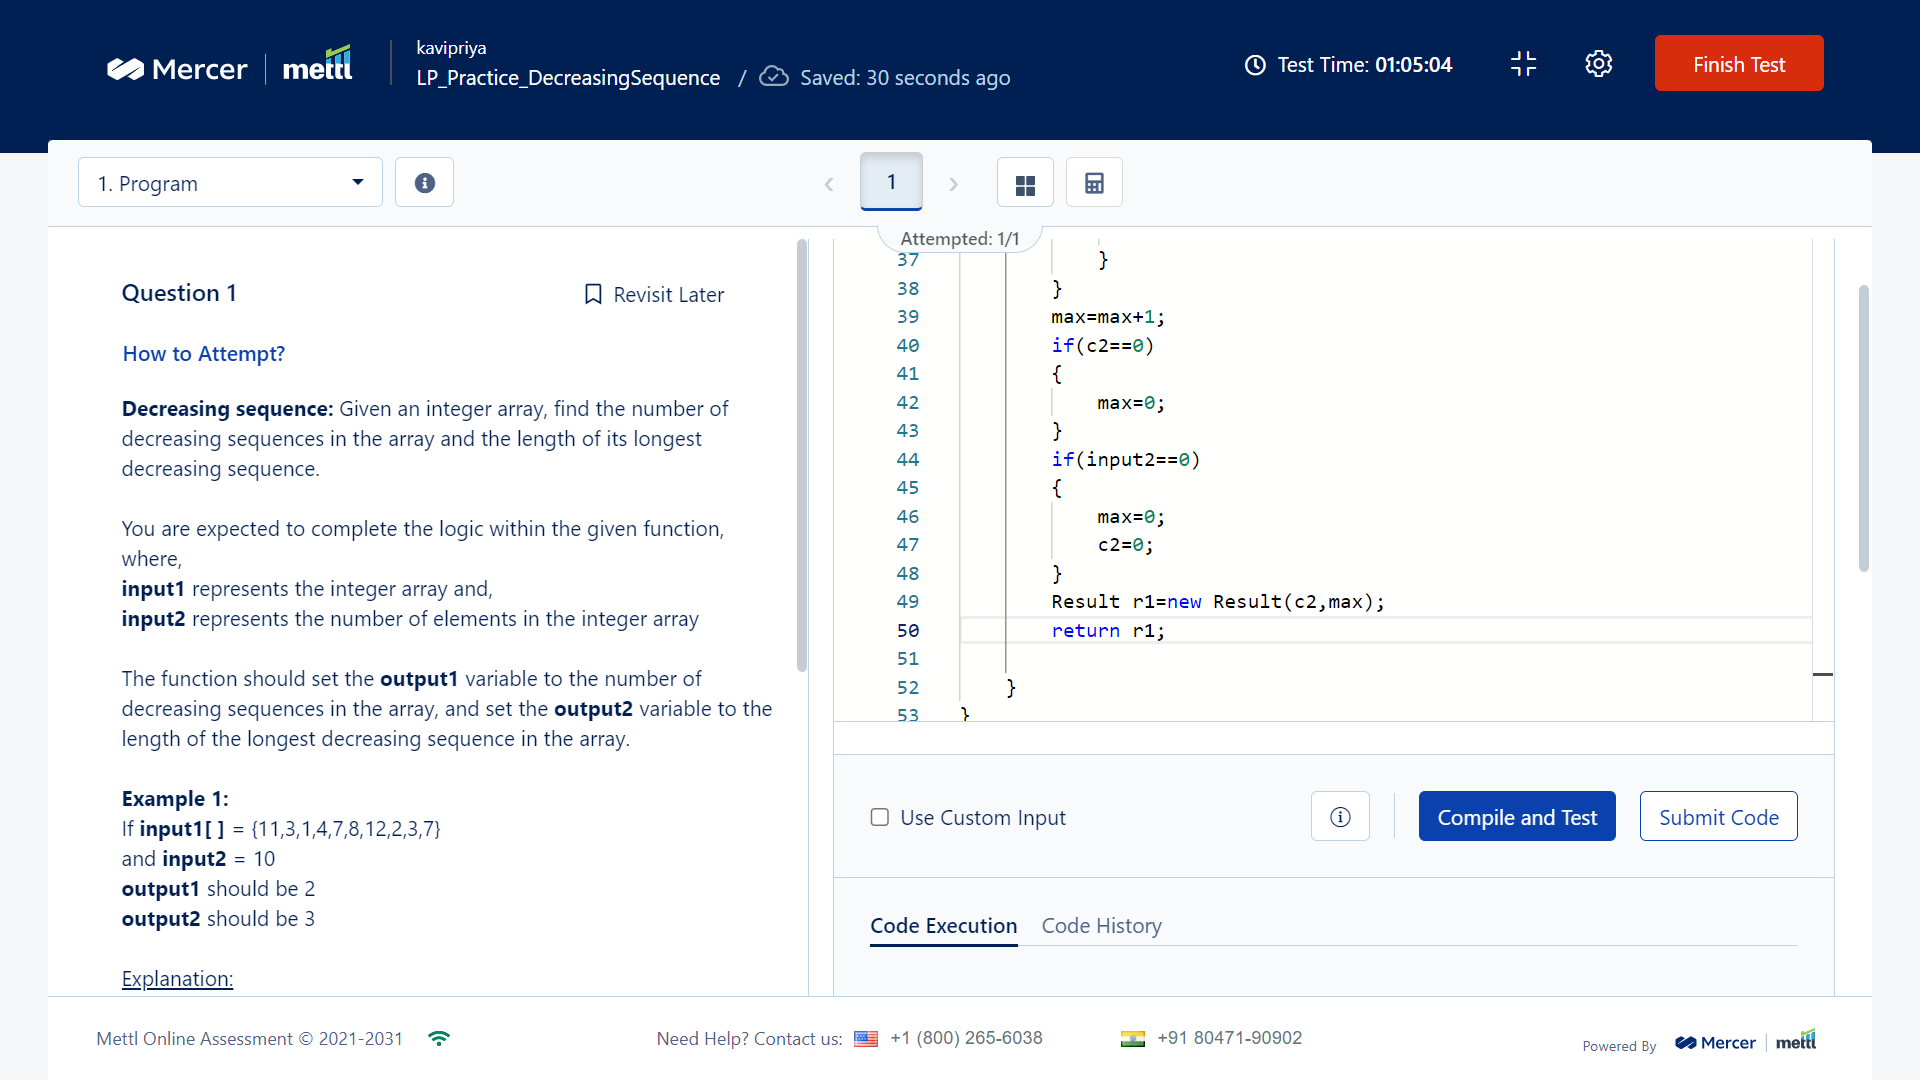 Mercer mettl
kavipriya
LP_Practice_DecreasingSequence / Saved: 30 seconds ago
Test Time: 01:05:04
Finish Test
1. Program
1
Attempted: 1/1
Question 1
Revisit Later
How to Attempt?
Decreasing sequence: Given an integer array, find the number of
decreasing sequences in the array and the length of its longest
decreasing sequence.
You are expected to complete the logic within the given function,
where,
input1 represents the integer array and,
input2 represents the number of elements in the integer array
The function should set the output1 variable to the number of
decreasing sequences in the array, and set the output2 variable to the
length of the longest decreasing sequence in the array.
Example 1:
If input1[ ] = {11,3,1,4,7,8,12,2,3,7}
and input2 = 10
output1 should be 2
output2 should be 3
Explanation:
37 }
38 }
39 max=max+1;
40 if(c2==0)
41 {
42 max=0;
43 }
44 if(input2==0)
45 {
46 max=0;
47 c2=0;
48 }
49 Result r1=new Result(c2,max);
50 return r1;
51
52 }
53 }
Use Custom Input
Compile and Test
Submit Code
Code Execution
Code History
Mettl Online Assessment © 2021-2031
Need Help? Contact us: +1 (800) 265-6038
+91 80471-90902
Powered By Mercer mettl